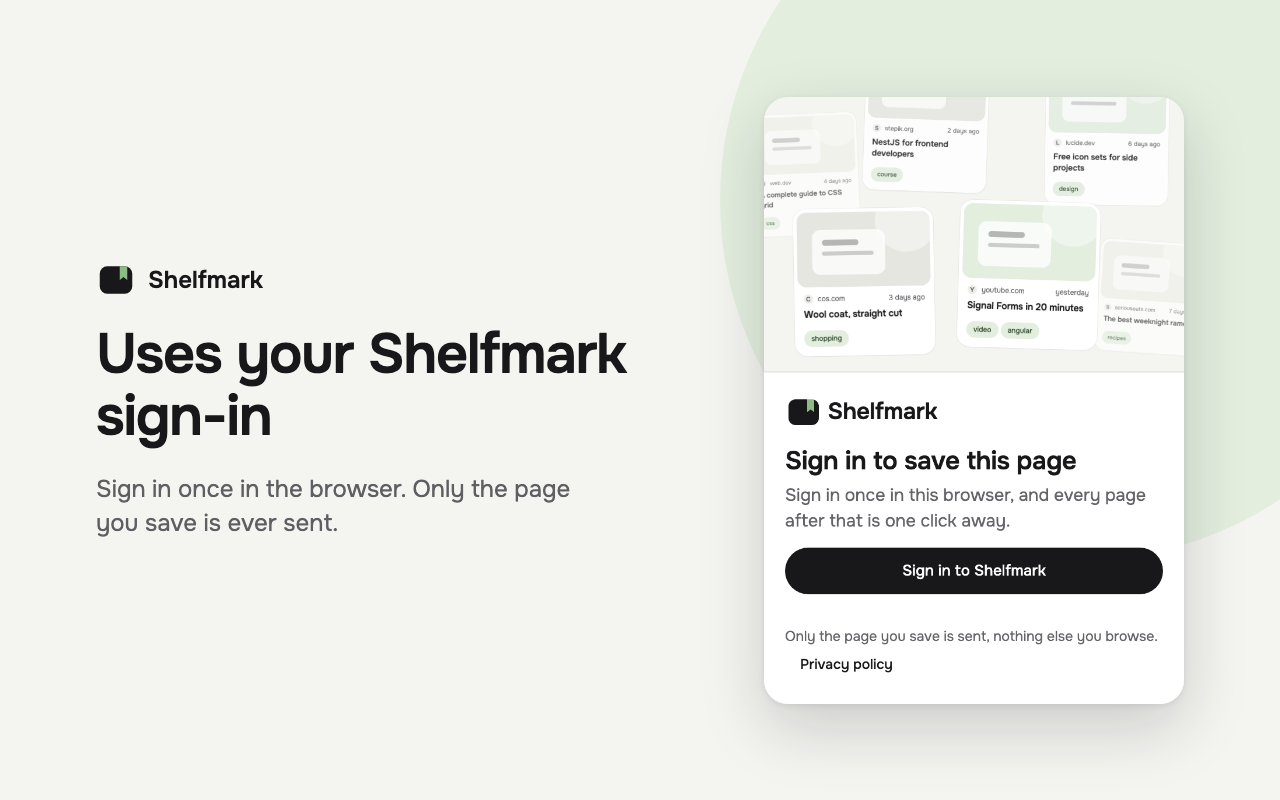 Shelfmark
Uses your Shelfmark
sign-in
Sign in once in the browser. Only the page
you save is ever sent.
stepik.org 2 days ago
NestJS for frontend
developers
course
L lucide.dev 6 days ago
Free icon sets for side
projects
design
web.dev 4 days ago
complete guide to CSS
css
C cos.com 3 days ago
Wool coat, straight cut
shopping
Y youtube.com yesterday
Signal Forms in 20 minutes
video angular
The best weeknight
recipes
Shelfmark
Sign in to save this page
Sign in once in this browser, and every page
after that is one click away.
Sign in to Shelfmark
Only the page you save is sent, nothing else you browse.
Privacy policy